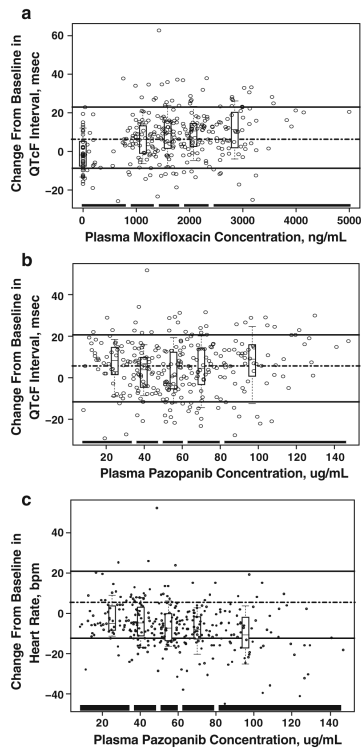 a
Change From Baseline in
QTcF Interval, msec
60
40
20
0
−20
0 1000 2000 3000 4000 5000
Plasma Moxifloxacin Concentration, ng/mL
b
Change From Baseline in
QTcF Interval, msec
40
20
0
−20
20 40 60 80 100 120 140
Plasma Pazopanib Concentration, ug/mL
c
Change From Baseline in
Heart Rate, bpm
40
20
0
−20
−40
20 40 60 80 100 120 140
Plasma Pazopanib Concentration, ug/mL